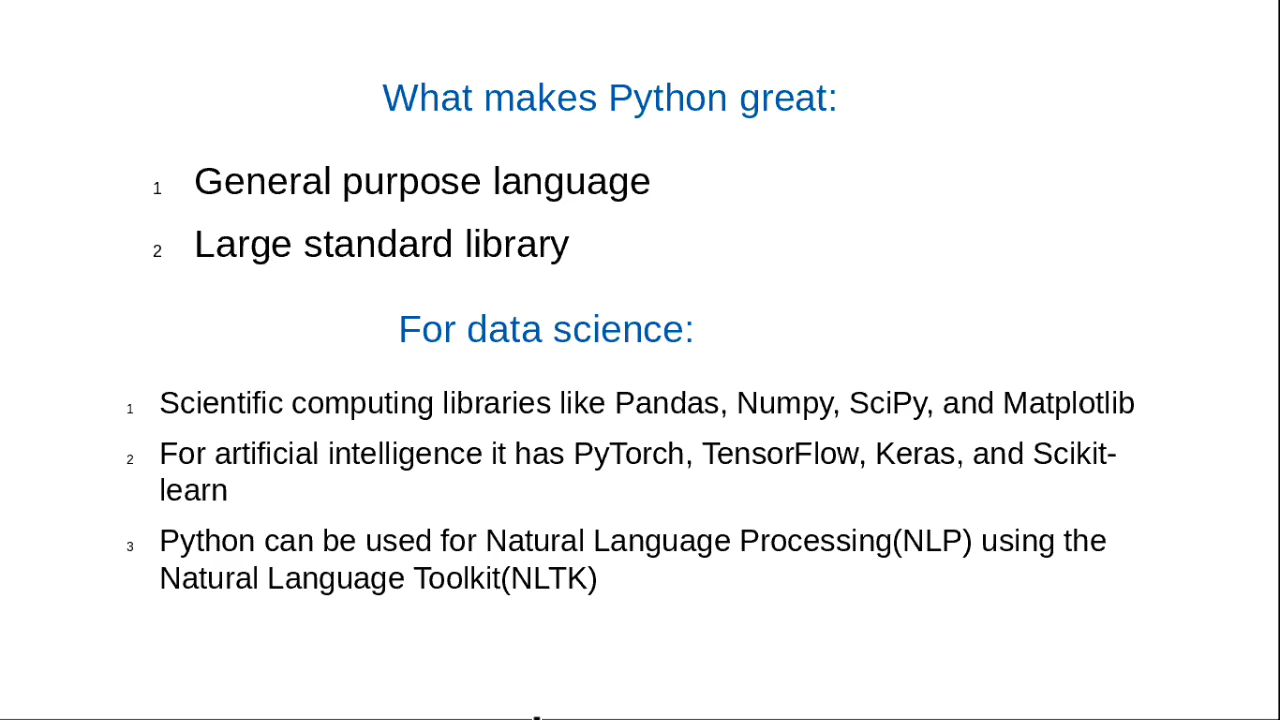 What makes Python great:
1 General purpose language
2 Large standard library
For data science:
1 Scientific computing libraries like Pandas, Numpy, SciPy, and Matplotlib
2 For artificial intelligence it has PyTorch, TensorFlow, Keras, and Scikit-
learn
3 Python can be used for Natural Language Processing(NLP) using the
Natural Language Toolkit(NLTK)